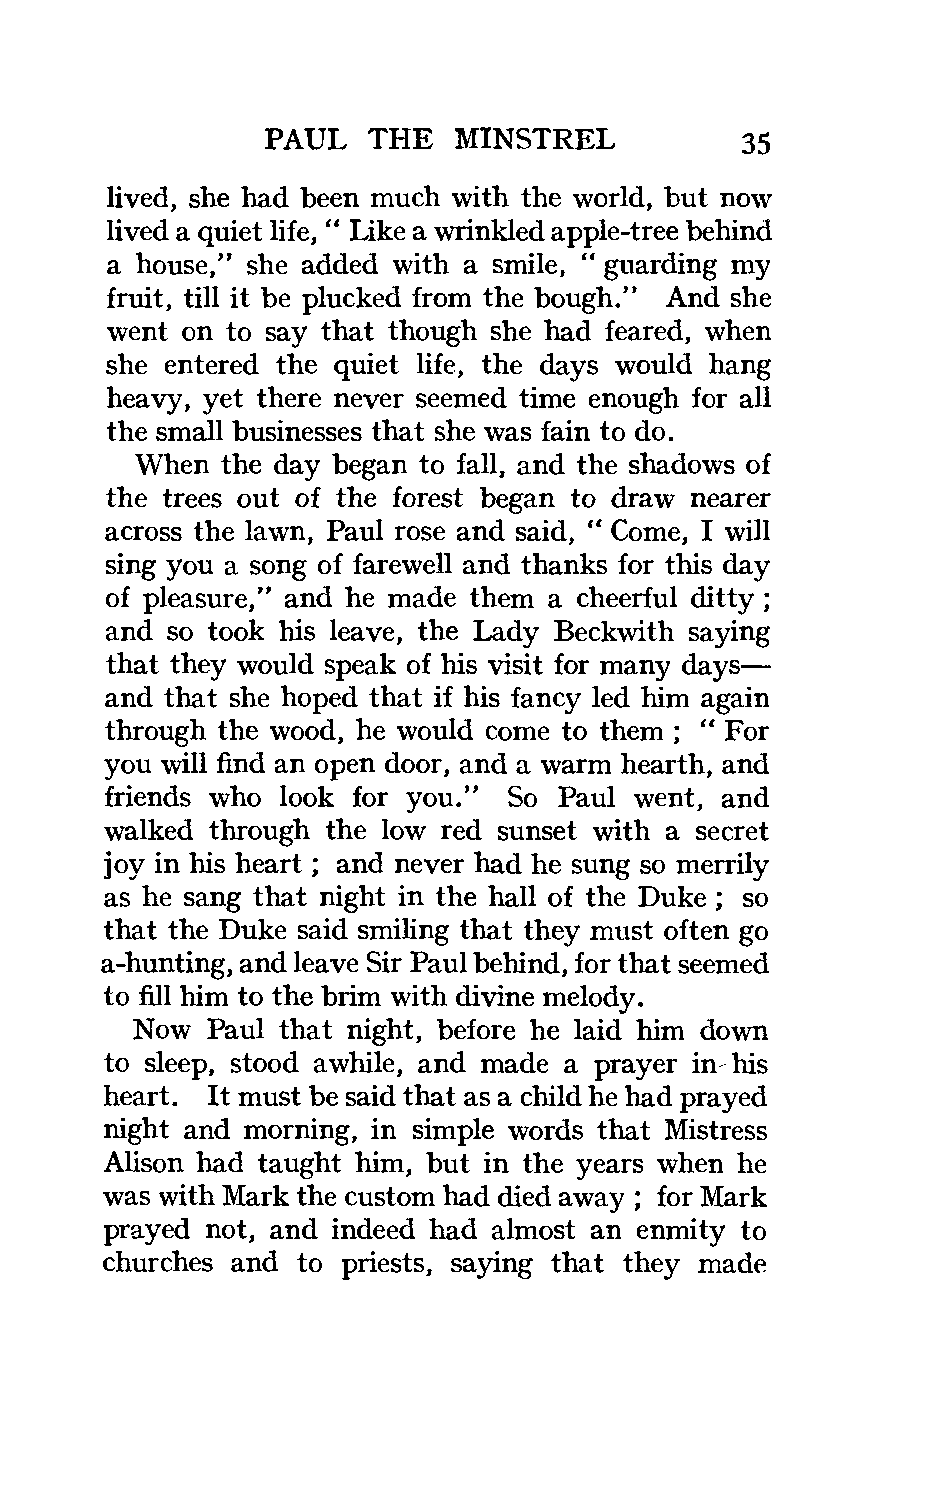 PAUL THE MINSTREL 35
lived, she had been much with the world, but now
lived a quiet life, “ Like a wrinkled apple-tree behind
a house,” she added with a smile, “ guarding my
fruit, till it be plucked from the bough.” And she
went on to say that though she had feared, when
she entered the quiet life, the days would hang
heavy, yet there never seemed time enough for all
the small businesses that she was fain to do.
When the day began to fall, and the shadows of
the trees out of the forest began to draw nearer
across the lawn, Paul rose and said, “ Come, I will
sing you a song of farewell and thanks for this day
of pleasure,” and he made them a cheerful ditty ;
and so took his leave, the Lady Beckwith saying
that they would speak of his visit for many days—
and that she hoped that if his fancy led him again
through the wood, he would come to them ; “ For
you will find an open door, and a warm hearth, and
friends who look for you.” So Paul went, and
walked through the low red sunset with a secret
joy in his heart ; and never had he sung so merrily
as he sang that night in the hall of the Duke ; so
that the Duke said smiling that they must often go
a-hunting, and leave Sir Paul behind, for that seemed
to fill him to the brim with divine melody.
Now Paul that night, before he laid him down
to sleep, stood awhile, and made a prayer in his
heart. It must be said that as a child he had prayed
night and morning, in simple words that Mistress
Alison had taught him, but in the years when he
was with Mark the custom had died away ; for Mark
prayed not, and indeed had almost an enmity to
churches and to priests, saying that they made